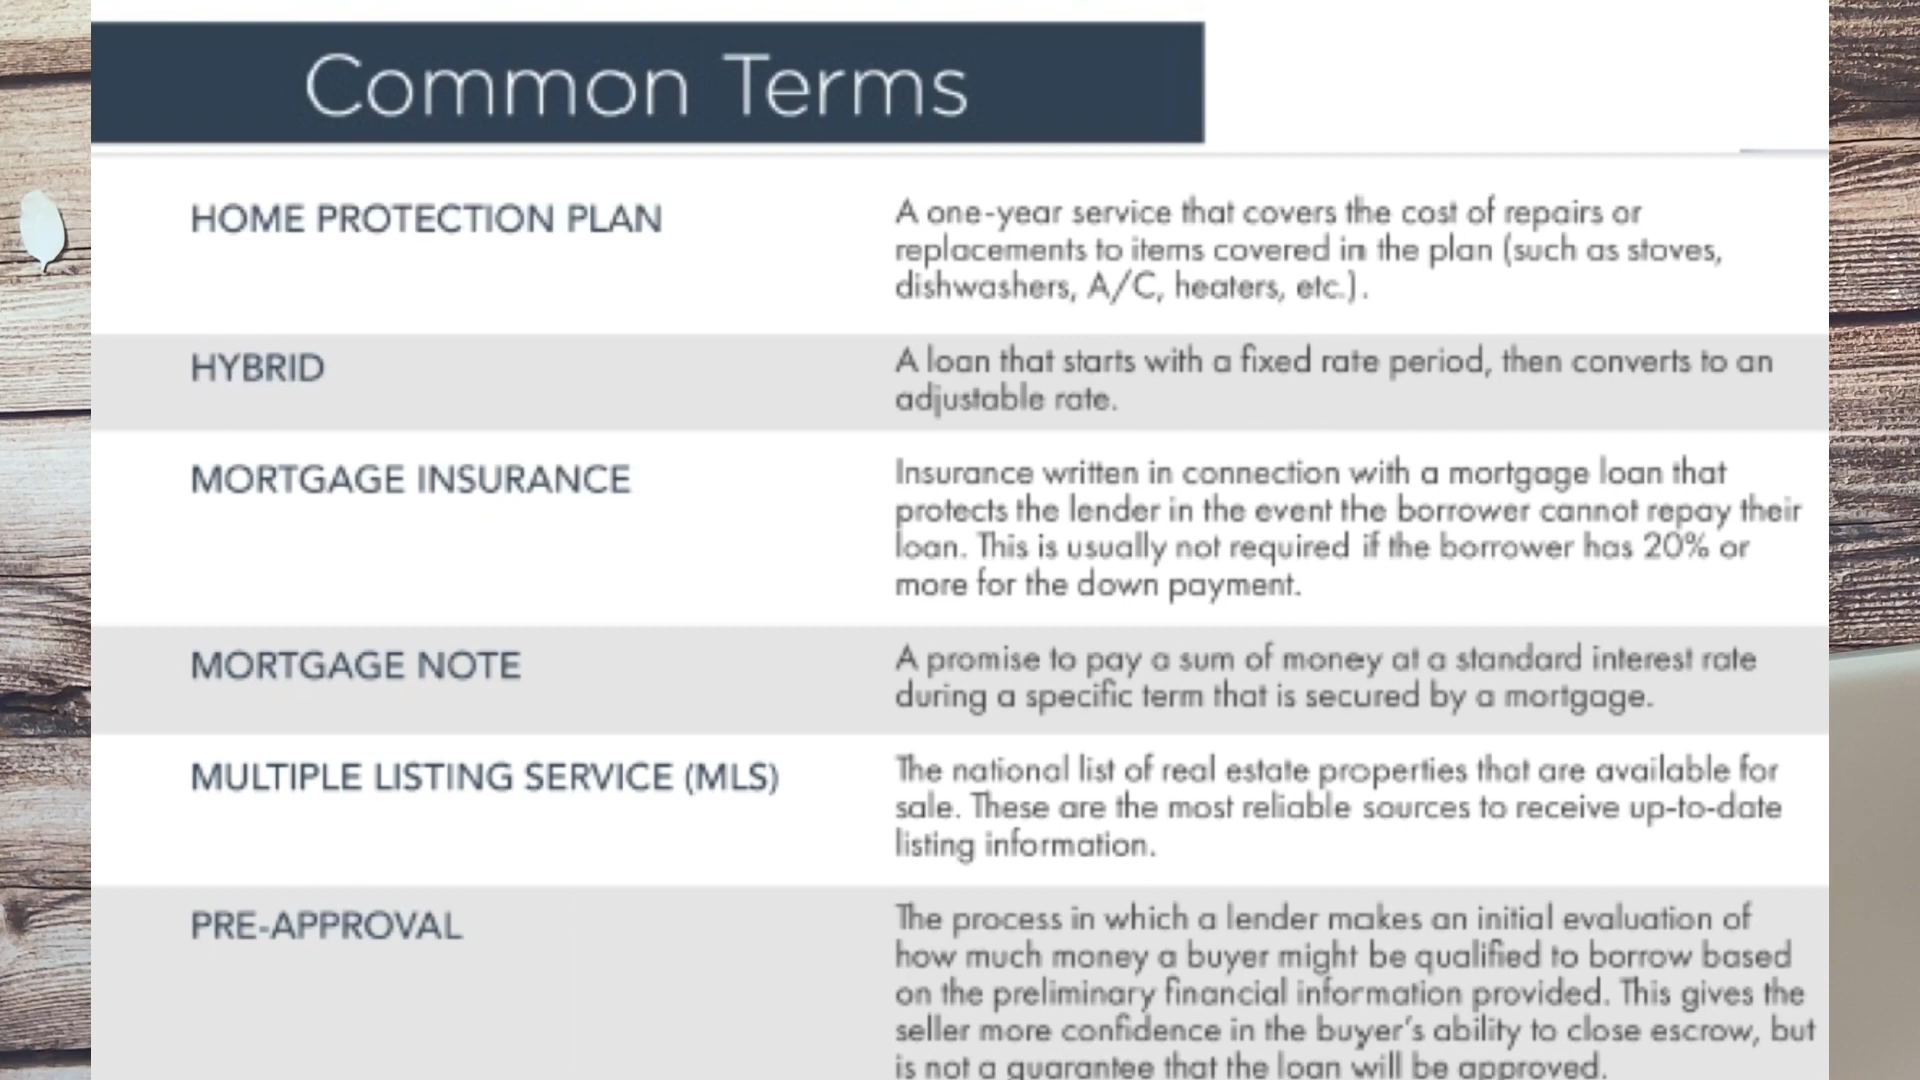 Common Terms
HOME PROTECTION PLAN
A one-year service that covers the cost of repairs or
replacements to items covered in the plan (such as stoves,
dishwashers, A/C, heaters, etc.).
HYBRID
A loan that starts with a fixed rate period, then converts to an
adjustable rate.
MORTGAGE INSURANCE
Insurance written in connection with a mortgage loan that
protects the lender in the event the borrower cannot repay their
loan. This is usually not required if the borrower has 20% or
more for the down payment.
MORTGAGE NOTE
A promise to pay a sum of money at a standard interest rate
during a specific term that is secured by a mortgage.
MULTIPLE LISTING SERVICE (MLS)
The national list of real estate properties that are available for
sale. These are the most reliable sources to receive up-to-date
listing information.
PRE-APPROVAL
The process in which a lender makes an initial evaluation of
how much money a buyer might be qualified to borrow based
on the preliminary financial information provided. This gives the
seller more confidence in the buyer's ability to close escrow, but
is not a guarantee that the loan will be approved.